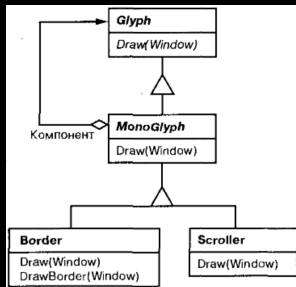 Glyph
Draw(Window)
Компонент
MonoGlyph
Draw(Window)
Border
Draw(Window)
DrawBorder(Window)
Scroller
Draw(Window)